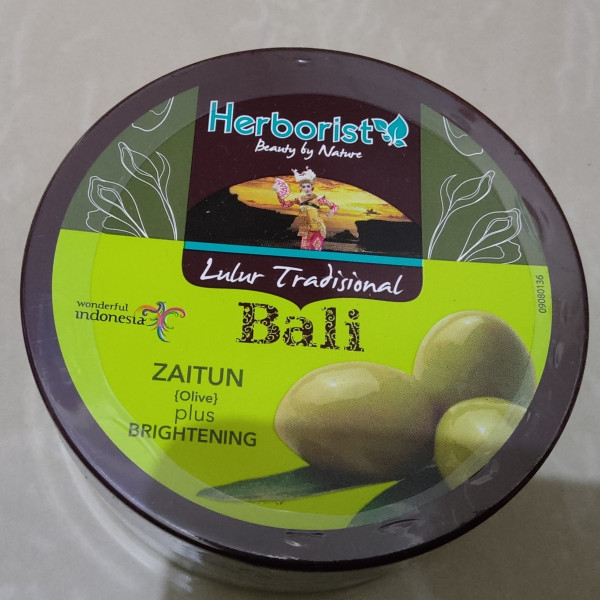 Herborist
Beauty by Nature
Lulur Tradisional
Bali
wonderful
indonesia
ZAITUN
{Olive}
plus
BRIGHTENING
09080136